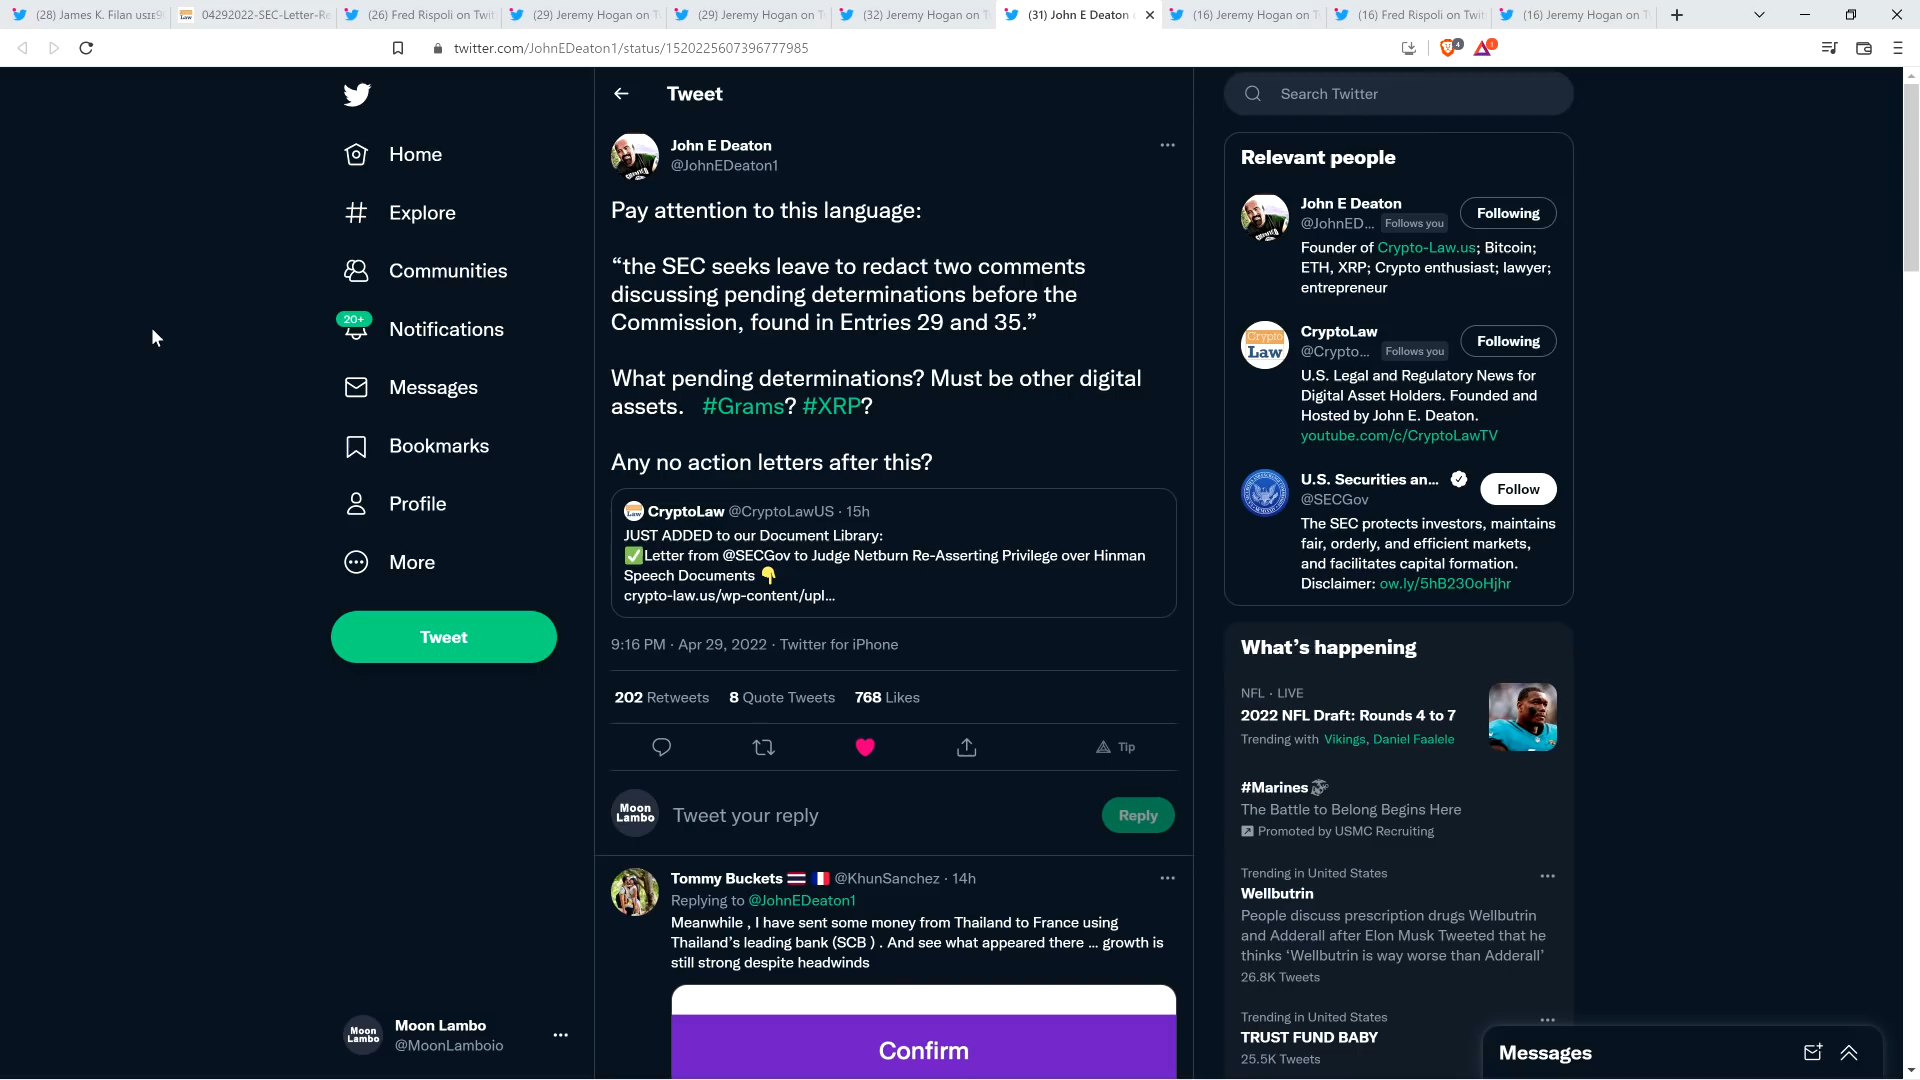 (28) James K. Filan
04292022-SEC-Letter-Re
(26) Fred Rispoli on Twit
(29) Jeremy Hogan on T
(29) Jeremy Hogan on T
(32) Jeremy Hogan on T
(31) John E Deaton
(16) Jeremy Hogan on T
(16) Fred Rispoli on Twit
(16) Jeremy Hogan on T
twitter.com/JohnEDeaton1/status/1520225607396777985
4
1
Home
Explore
Communities
20+
Notifications
Messages
Bookmarks
Profile
More
Tweet
Moon Lambo
Moon Lambo
@MoonLamboio
Tweet
John E Deaton
@JohnEDeaton1
Pay attention to this language:
“the SEC seeks leave to redact two comments
discussing pending determinations before the
Commission, found in Entries 29 and 35.”
What pending determinations? Must be other digital
assets. #Grams? #XRP?
Any no action letters after this?
CryptoLaw @CryptoLawUS · 15h
JUST ADDED to our Document Library:
✅Letter from @SECGov to Judge Netburn Re-Asserting Privilege over Hinman
Speech Documents 👇
crypto-law.us/wp-content/upl...
9:16 PM · Apr 29, 2022 · Twitter for iPhone
202 Retweets 8 Quote Tweets 768 Likes
Tip
Moon Lambo
Tweet your reply
Reply
Tommy Buckets 🇹🇭 🇫🇷 @KhunSanchez · 14h
Replying to @JohnEDeaton1
Meanwhile , I have sent some money from Thailand to France using
Thailand’s leading bank (SCB ) . And see what appeared there ... growth is
still strong despite headwinds
Confirm
Search Twitter
Relevant people
John E Deaton
@JohnED... Follows you
Following
Founder of Crypto-Law.us; Bitcoin;
ETH, XRP; Crypto enthusiast; lawyer;
entrepreneur
Crypto Law
CryptoLaw
@Crypto... Follows you
Following
U.S. Legal and Regulatory News for
Digital Asset Holders. Founded and
Hosted by John E. Deaton.
youtube.com/c/CryptoLawTV
U.S. Securities an...
@SECGov
Follow
The SEC protects investors, maintains
fair, orderly, and efficient markets,
and facilitates capital formation.
Disclaimer: ow.ly/5hB230oHjhr
What’s happening
NFL · LIVE
2022 NFL Draft: Rounds 4 to 7
Trending with Vikings, Daniel Faalele
#Marines
The Battle to Belong Begins Here
Promoted by USMC Recruiting
Trending in United States
Wellbutrin
People discuss prescription drugs Wellbutrin
and Adderall after Elon Musk Tweeted that he
thinks ‘Wellbutrin is way worse than Adderall’
26.8K Tweets
Trending in United States
TRUST FUND BABY
25.5K Tweets
Messages